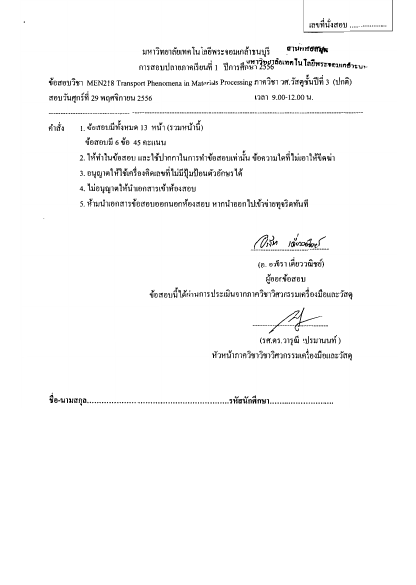 เลขที่นั่งสอบ ..................
มหาวิทยาลัยเทคโนโลยีพระจอมเกล้าธนบุรี
การสอบปลายภาคเรียนที่ 1 ปีการศึกษา 2556
มหาวิทยาลัยเทคโนโลยีพระจอมเกล้าธนบุรี
ข้อสอบวิชา MEN218 Transport Phenomena in Materials Processing ภาควิชา วศ.วัสดุชั้นปีที่ 3 (ปกติ)
สอบวันศุกร์ที่ 29 พฤศจิกายน 2556 เวลา 9.00-12.00 น.
คำสั่ง 1. ข้อสอบมีทั้งหมด 13 หน้า (รวมหน้านี้)
ข้อสอบมี 6 ข้อ 45 คะแนน
2. ให้ทำในข้อสอบ และใช้ปากกาในการทำข้อสอบเท่านั้น ข้อความใดที่ไม่เอาให้ขีดฆ่า
3. อนุญาตให้ใช้เครื่องคิดเลขที่ไม่มีปุ่มป้อนตัวอักษรได้
4. ไม่อนุญาตให้นำเอกสารเข้าห้องสอบ
5. ห้ามนำเอกสารข้อสอบออกนอกห้องสอบ หากนำออกไปเข้าข่ายทุจริตทันที
ผู้ออกข้อสอบ
ข้อสอบนี้ได้ผ่านการประเมินจากภาควิชาวิศวกรรมเครื่องมือและวัสดุ
(รศ.ดร.วารุณี เปรมานนท์ )
หัวหน้าภาควิชาวิชาวิศวกรรมเครื่องมือและวัสดุ
ชื่อ-นามสกุล......................................................รหัสนักศึกษา........................